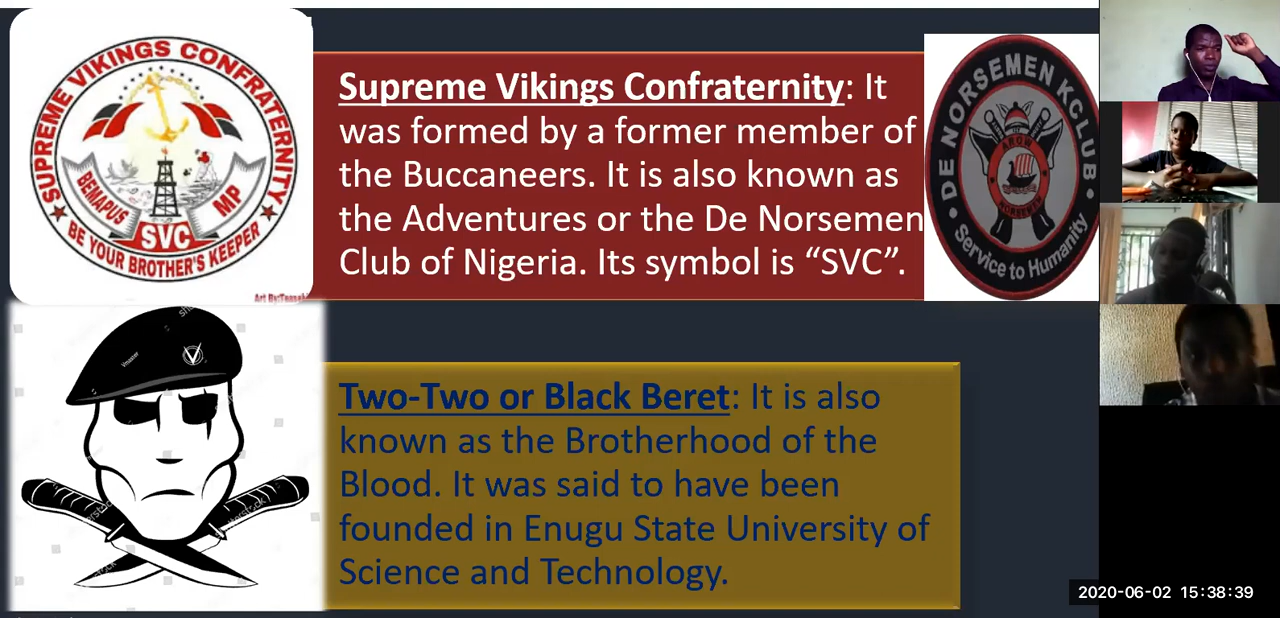 SUPREME VIKINGS CONFRATERNITY
BEMAPUS
MP
SVC
BE YOUR BROTHER'S KEEPER
Supreme Vikings Confraternity: It
was formed by a former member of
the Buccaneers. It is also known as
the Adventures or the De Norsemen
Club of Nigeria. Its symbol is “SVC”.
DE NORSEMEN KCLUB
AROW
NORSEMEN
Service to Humanity
V
Two-Two or Black Beret: It is also
known as the Brotherhood of the
Blood. It was said to have been
founded in Enugu State University of
Science and Technology.
2020-06-02 15:38:39